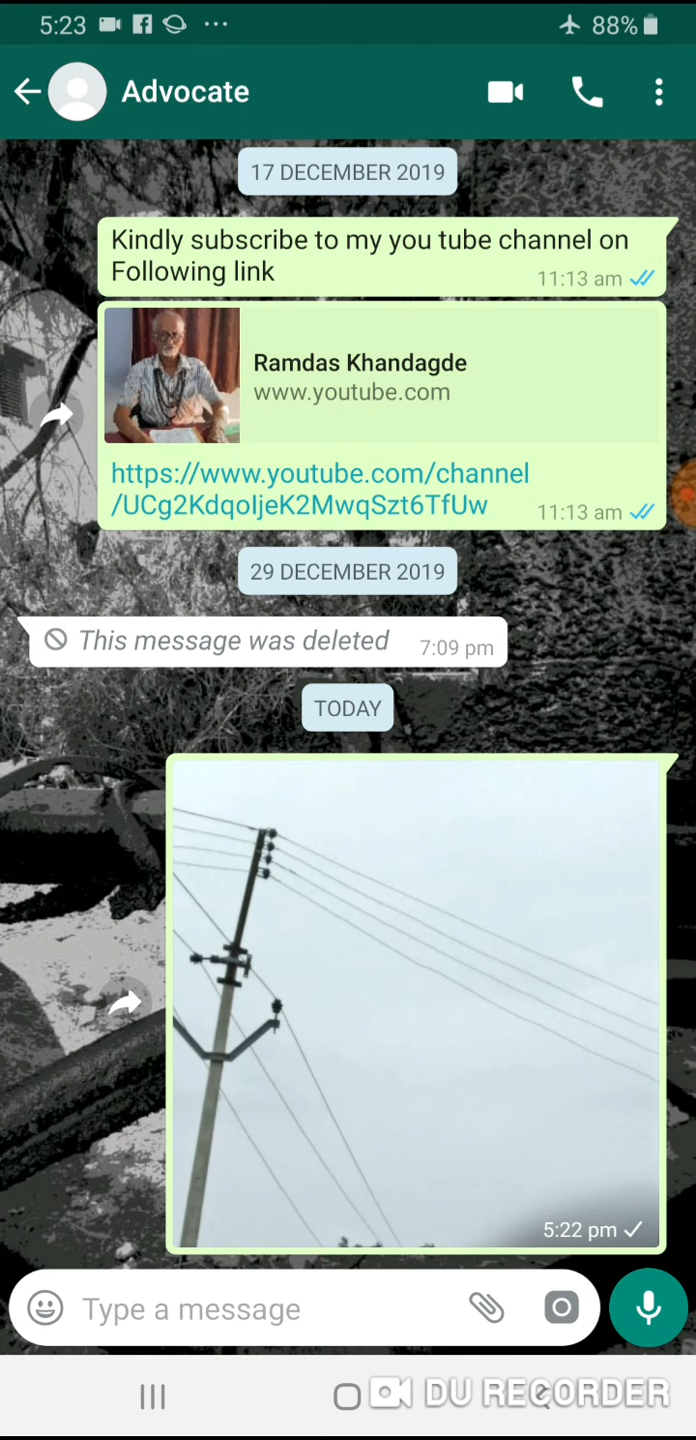 5:23
88%
Advocate
17 DECEMBER 2019
Kindly subscribe to my you tube channel on
Following link
11:13 am
Ramdas Khandagde
www.youtube.com
https://www.youtube.com/channel
/UCg2KdqoIjeK2MwqSzt6TfUw
11:13 am
29 DECEMBER 2019
This message was deleted
7:09 pm
TODAY
5:22 pm
Type a message
DU RECORDER